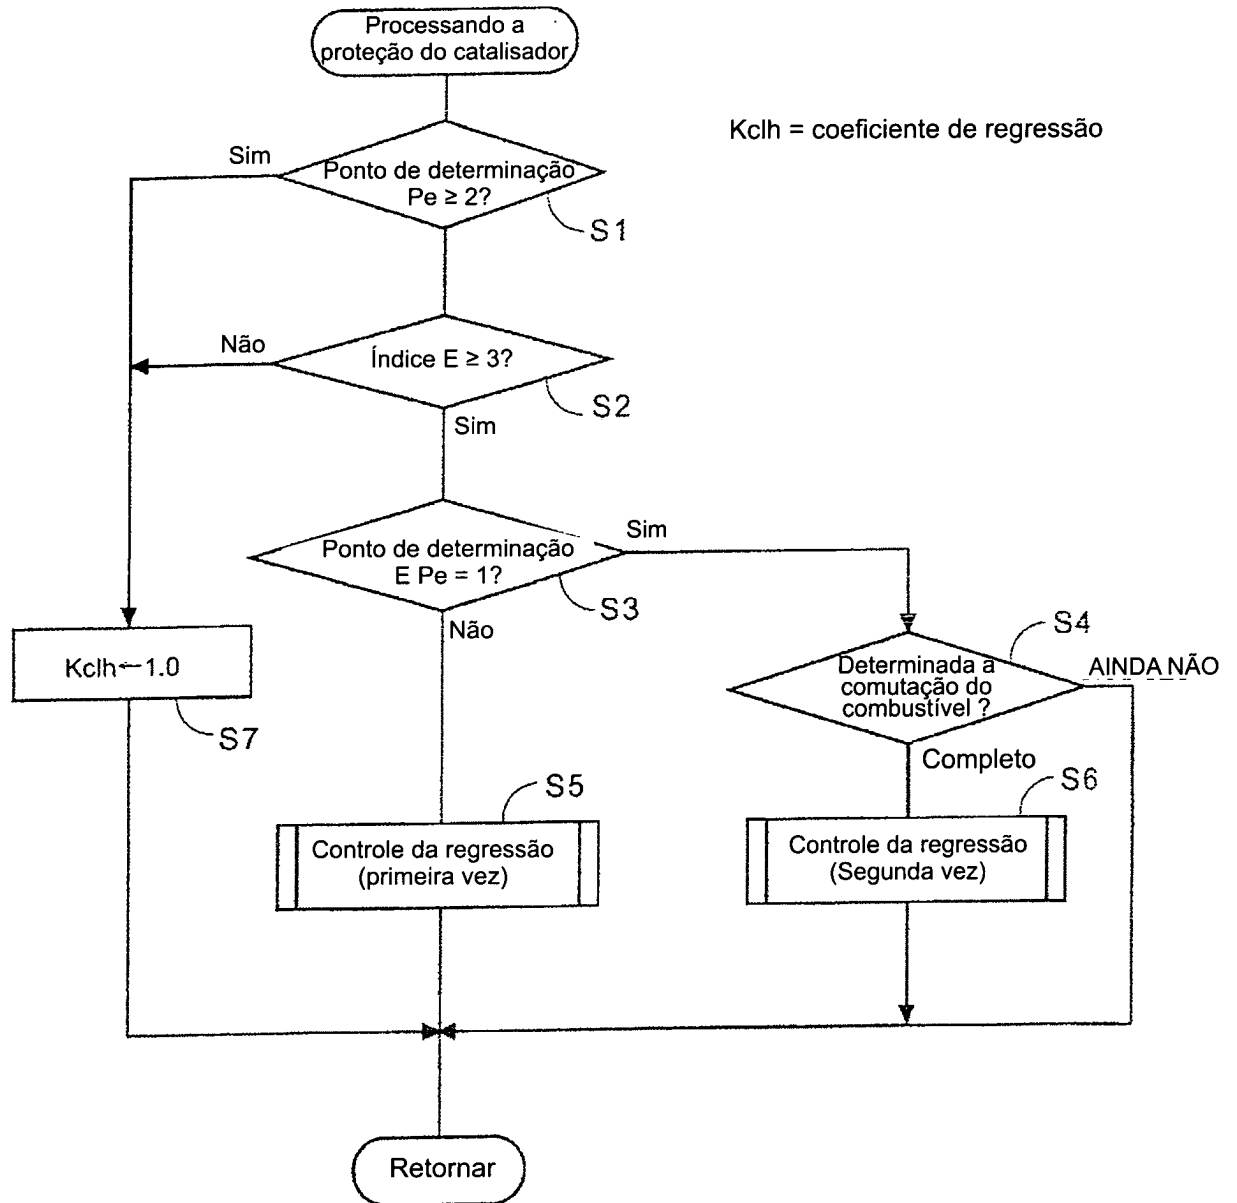 Processando a
proteção do catalisador
Kclh = coeficiente de regressão
Sim
Ponto de determinação
Pe ≥ 2?
S1
Não
Índice E ≥ 3?
S2
Sim
Sim
Ponto de determinação
E Pe = 1?
S3
Não
S4
Determinada a
comutação do
combustível ?
AINDA NÃO
Kclh←1.0
S7
Completo
S5
S6
Controle da regressão
(primeira vez)
Controle da regressão
(Segunda vez)
Retornar